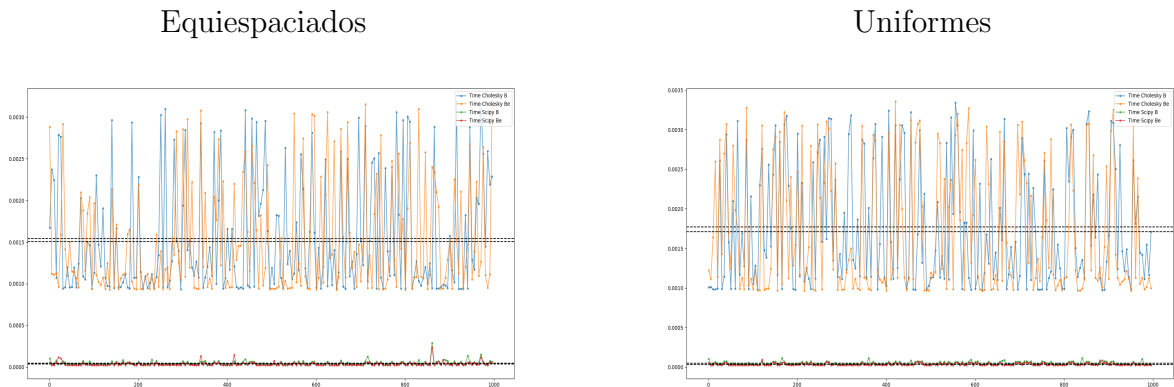 Equiespaciados
Uniformes
Time Cholesky B
Time Cholesky Be
Time Scipy B
Time Scipy Be
0.0030
0.0025
0.0020
0.0015
0.0010
0.0005
0.0000
0 200 400 600 800 1000
Time Cholesky B
Time Cholesky Be
Time Scipy B
Time Scipy Be
0.0035
0.0030
0.0025
0.0020
0.0015
0.0010
0.0005
0.0000
0 200 400 600 800 1000